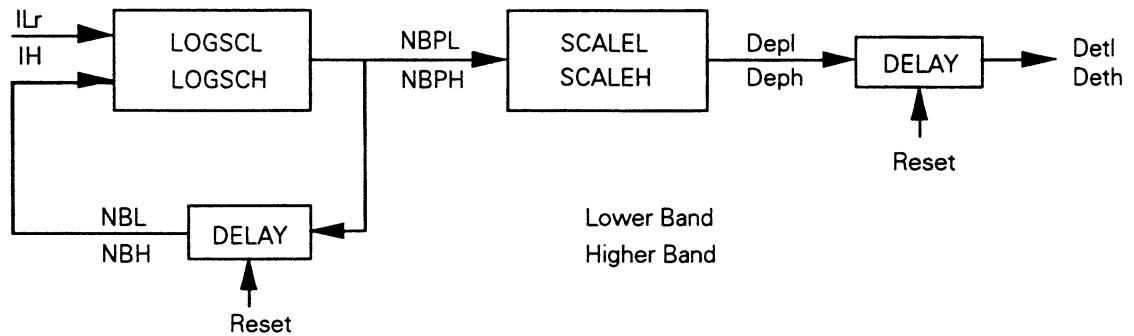 ILr
IH
LOGSCL
LOGSCH
NBPL
NBPH
SCALEL
SCALEH
Depl
Deph
DELAY
Detl
Deth
Reset
NBL
NBH
DELAY
Reset
Lower Band
Higher Band